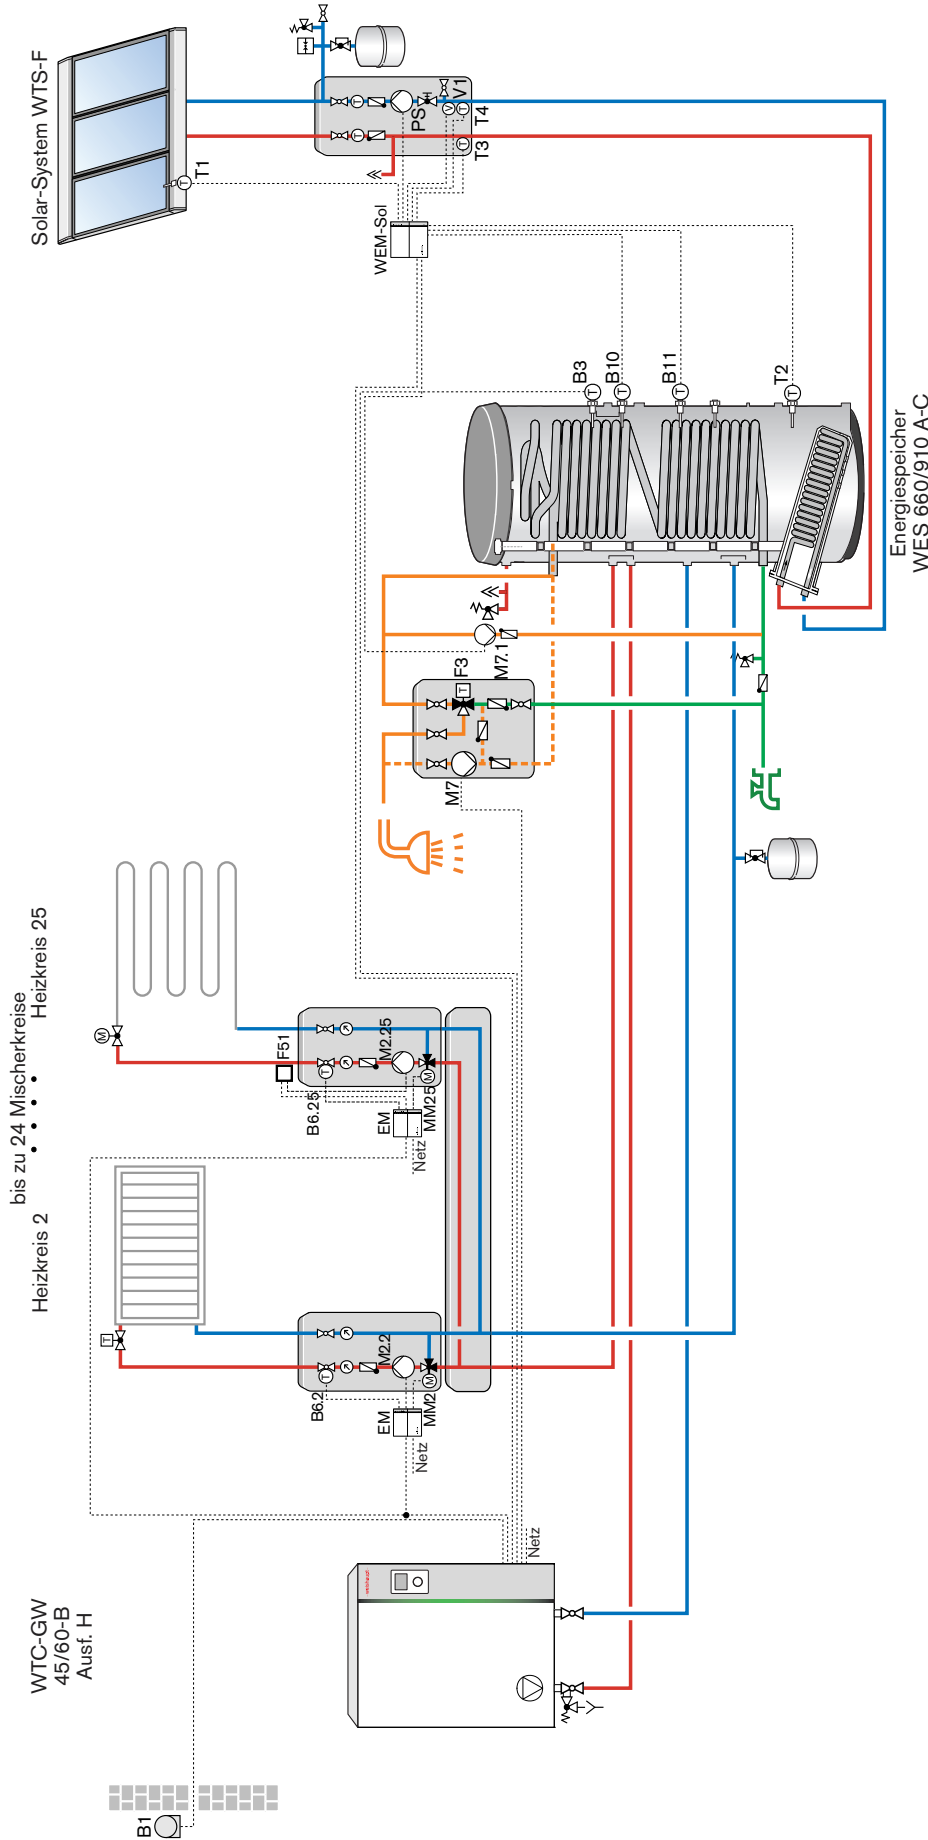 B1
WTC-GW
45/60-B
Ausf. H
-weishaupt-
Netz
Heizkreis 2
bis zu 24 Mischerkreise
• • • • •
Heizkreis 25
B6.2
M2.2
EM
MM2
Netz
M
T
F51
B6.25
M2.25
EM
MM25
Netz
M
T
M
T
M7
F3
T
M7.1
B3
T
B10
T
B11
T
T2
T
Energiespeicher
WES 660/910 A-C
WEM-Sol
Solar-System WTS-F
T1
T
T
T
PS
V1
V
T4
T
T3
T